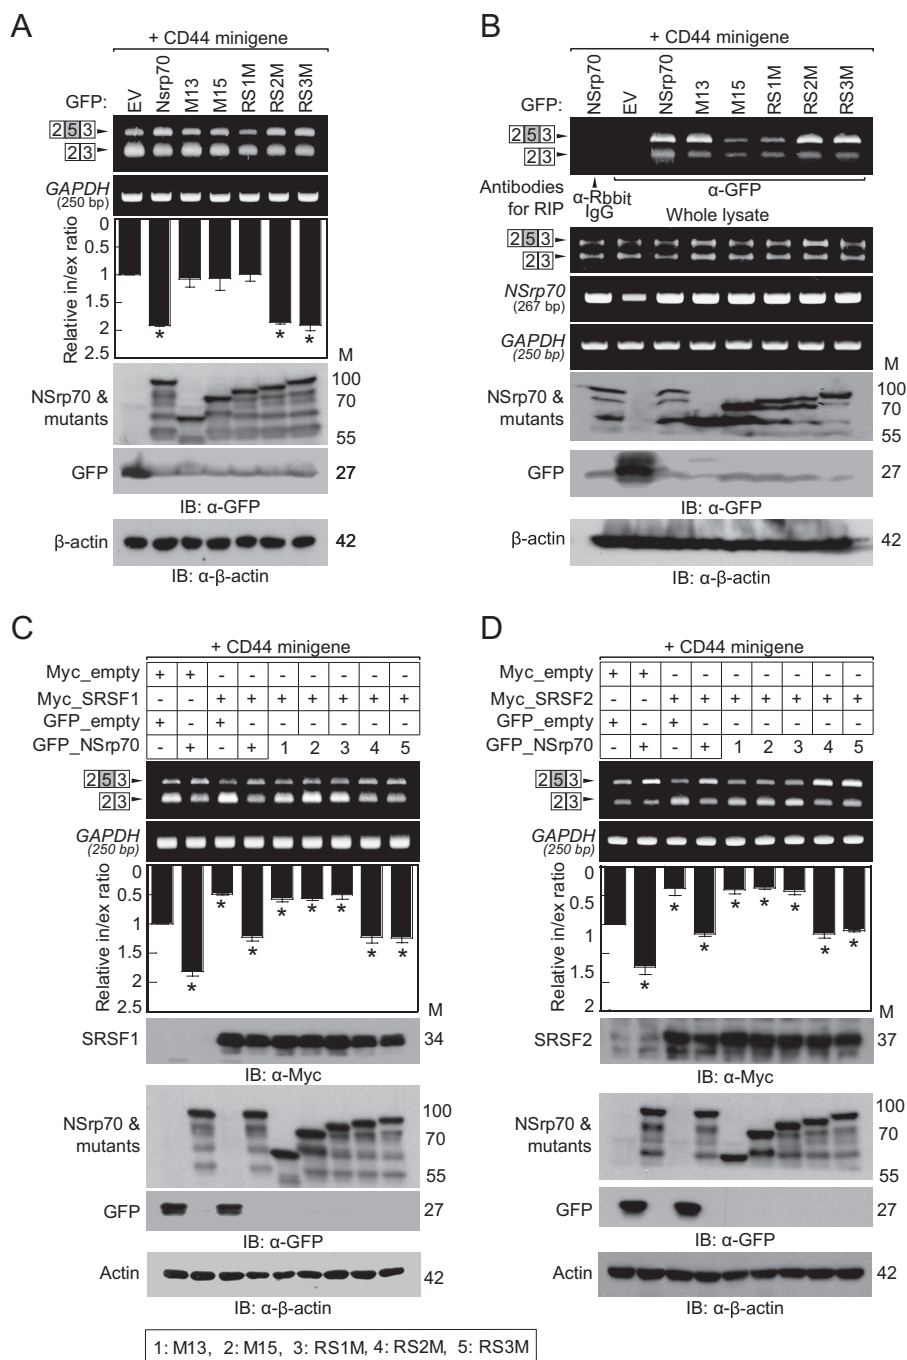 A
+ CD44 minigene
GFP:
EV
Nsrp70
M13
M15
RS1M
RS2M
RS3M
2 5 3
2 3
GAPDH
(250 bp)
Relative in/ex ratio
0
0.5
1
1.5
2
2.5
* * *
M
NSrp70 &
mutants
100
70
55
GFP
27
IB: α-GFP
β-actin
42
IB: α-β-actin
B
+ CD44 minigene
GFP:
NSrp70
EV
NSrp70
M13
M15
RS1M
RS2M
RS3M
2 5 3
2 3
Antibodies
for RIP
α-Rbbit
IgG
α-GFP
Whole lysate
2 5 3
2 3
NSrp70
(267 bp)
GAPDH
(250 bp)
M
NSrp70 &
mutants
100
70
55
GFP
27
IB: α-GFP
β-actin
42
IB: α-β-actin
C
+ CD44 minigene
Myc_empty + + - - - - - - -
Myc_SRSF1 - - + + + + + + +
GFP_empty + - + - - - - - -
GFP_NSrp70 - + - + 1 2 3 4 5
2 5 3
2 3
GAPDH
(250 bp)
Relative in/ex ratio
0
0.5
1
1.5
2
2.5
* * * * * * * *
M
SRSF1
34
IB: α-Myc
NSrp70 &
mutants
100
70
55
GFP
27
IB: α-GFP
Actin
42
IB: α-β-actin
D
+ CD44 minigene
Myc_empty + + - - - - - - -
Myc_SRSF2 - - + + + + + + +
GFP_empty + - + - - - - - -
GFP_NSrp70 - + - + 1 2 3 4 5
2 5 3
2 3
GAPDH
(250 bp)
Relative in/ex ratio
0
0.5
1
1.5
2
* * * * * * * *
M
SRSF2
37
IB: α-Myc
NSrp70 &
mutants
100
70
55
GFP
27
IB: α-GFP
Actin
42
IB: α-β-actin
1: M13, 2: M15, 3: RS1M, 4: RS2M, 5: RS3M